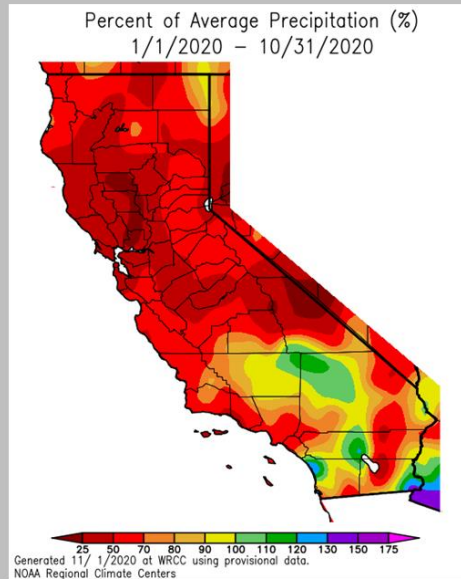 Percent of Average Precipitation (%)
1/1/2020 – 10/31/2020
25 50 70 80 90 100 110 120 130 150 175
Generated 11/ 1/2020 at WRCC using provisional data.
NOAA Regional Climate Centers